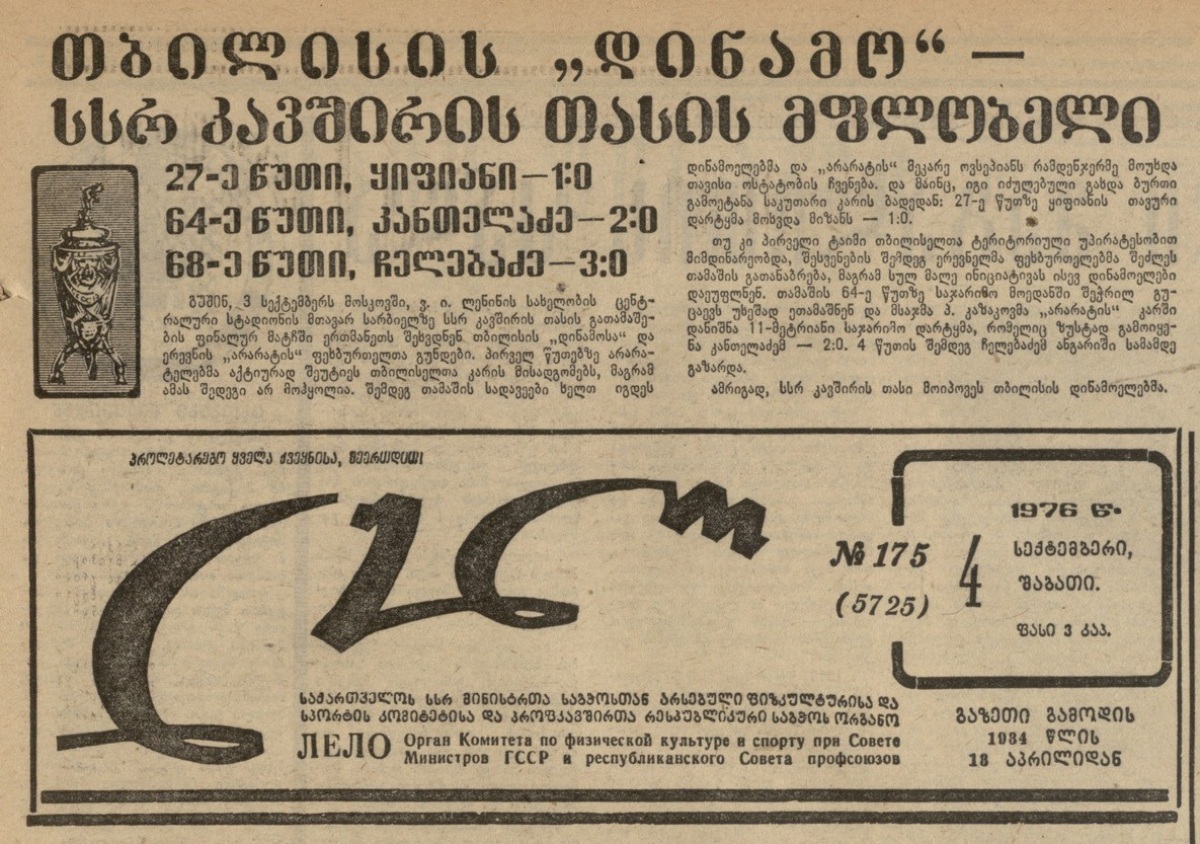 თბილისის „დინამო“ —
სსრ კავშირის თასის მფლობელი
27-ე წუთი, ყიფიანი—1:0
64-ე წუთი, კანთელაძე—2:0
68-ე წუთი, ჩელებაძე—3:0
გუშინ, 3 სექტემბერს მოსკოვში, ვ. ი. ლენინის სახელობის ცენტ-
რალური სტადიონის მთავარ სარბიელზე სსრ კავშირის თასის გათამაშე-
ბის ფინალურ მატჩში ერთმანეთს შეხვდნენ თბილისის „დინამოსა“ და
ერევნის „არარატის“ ფეხბურთელთა გუნდები. პირველ წუთებზე არარა-
ტელებმა აქტიურად შეუტიეს თბილისელთა კარის მისადგომებს, მაგრამ
ამას შედეგი არ მოჰყოლია. შემდეგ თამაშის სადავეები ხელთ იგდეს
დინამოელებმა და „არარატის“ მეკარე ოვსეპიანს რამდენჯერმე მოუხდა
თავისი ოსტატობის ჩვენება. და მაინც, იგი იძულებული გახდა ბურთი
გამოეტანა საკუთარი კარის ბადედან: 27-ე წუთზე ყიფიანის თავური
დარტყმა მოხვდა მიზანს — 1:0.
თუ კი პირველი ტაიმი თბილისელთა ტერიტორიული უპირატესობით
მიმდინარეობდა, შესვენების შემდეგ ერევნელმა ფეხბურთელებმა შეძლეს
თამაშის გათანაბრება, მაგრამ სულ მალე ინიციატივას ისევ დინამოელები
დაეუფლნენ. თამაშის 64-ე წუთზე საჯარიმო მოედანში შეჭრილ გუ-
ცაევს უხეშად ეთამაშნენ და მსაჯმა პ. კაზაკოვმა „არარატის“ კარში
დანიშნა 11-მეტრიანი საჯარიმო დარტყმა, რომელიც ზუსტად გამოიყე-
ნა კანთელაძემ — 2:0. 4 წუთის შემდეგ ჩელებაძემ ანგარიში სამამდე
გაზარდა.
ამრიგად, სსრ კავშირის თასი მოიპოვეს თბილისის დინამოელებმა.
პროლეტარებო ყველა ქვეყნისა, შეერთდით!
ლელო
№ 175
(5725)
1976 წ.
4
სექტემბერი,
შაბათი.
ფასი 3 კაპ.
საქართველოს სსრ მინისტრთა საბჭოსთან არსებული ფიზკულტურისა და
სპორტის კომიტეტისა და პროფკავშირთა რესპუბლიკური საბჭოს ორგანო
ЛЕЛО Орган Комитета по физической культуре и спорту при Совете
Министров ГССР и республиканского Совета профсоюзов
გაზეთი გამოდის
1934 წლის
18 აპრილიდან